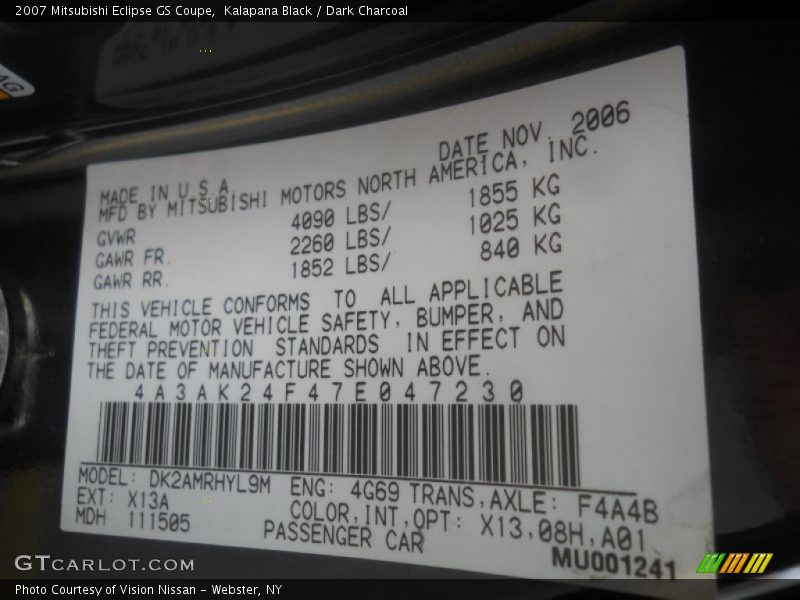 2007 Mitsubishi Eclipse GS Coupe,  Kalapana Black / Dark Charcoal
AG
DATE NOV. 2006
MADE IN U.S.A.
MFD BY MITSUBISHI MOTORS NORTH AMERICA, INC.
GVWR 4090 LBS/ 1855 KG
GAWR FR. 2260 LBS/ 1025 KG
GAWR RR. 1852 LBS/ 840 KG
THIS VEHICLE CONFORMS TO ALL APPLICABLE
FEDERAL MOTOR VEHICLE SAFETY, BUMPER, AND
THEFT PREVENTION STANDARDS IN EFFECT ON
THE DATE OF MANUFACTURE SHOWN ABOVE.
4A3AK24F47E047230
MODEL: DK2AMRHYL9M ENG: 4G69 TRANS,AXLE: F4A4B
EXT: X13A COLOR,INT,OPT: X13,08H,A01
MDH 111505 PASSENGER CAR
MU001241
GTCARLOT.COM
Photo Courtesy of Vision Nissan - Webster, NY